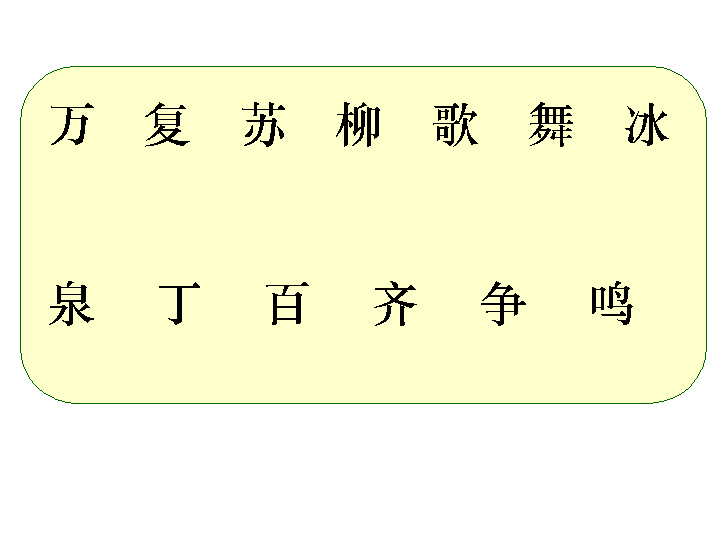 万 复 苏 柳 歌 舞 冰
泉 丁 百 齐 争 鸣